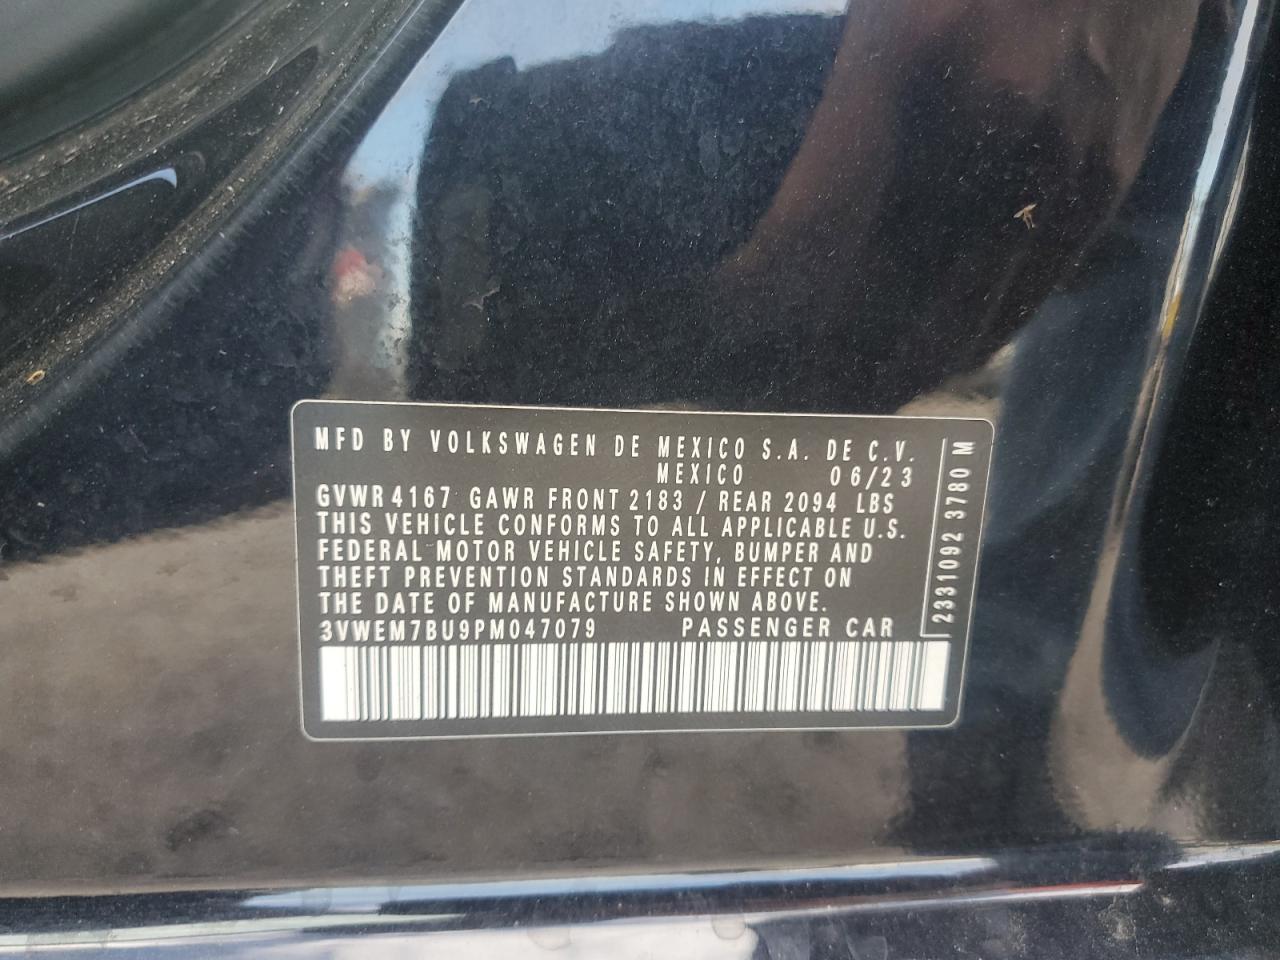 MFD BY VOLKSWAGEN DE MEXICO S.A. DE C.V.
MEXICO 06/23
GVWR 4167 GAWR FRONT 2183 / REAR 2094 LBS
THIS VEHICLE CONFORMS TO ALL APPLICABLE U.S.
FEDERAL MOTOR VEHICLE SAFETY, BUMPER AND
THEFT PREVENTION STANDARDS IN EFFECT ON
THE DATE OF MANUFACTURE SHOWN ABOVE.
3VWEM7BU9PM047079 PASSENGER CAR
2331092 3780 M